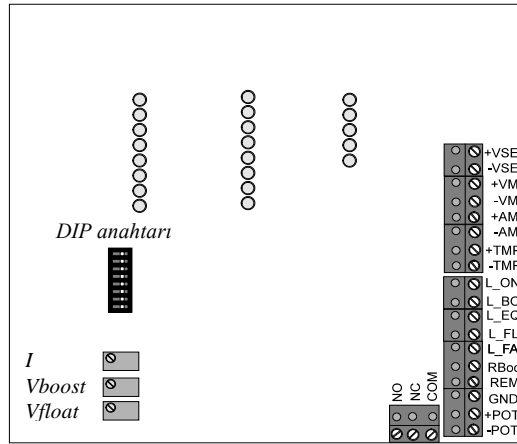 DIP anahtarı
I
Vboost
Vfloat
NO
NC
COM
+VSE
-VSE
+VM
-VM
+AM
-AM
+TMP
-TMP
L_ON
L_BO
L_EQ
L_FL
L_FA
RBoo
REM
GND
+POT
-POT